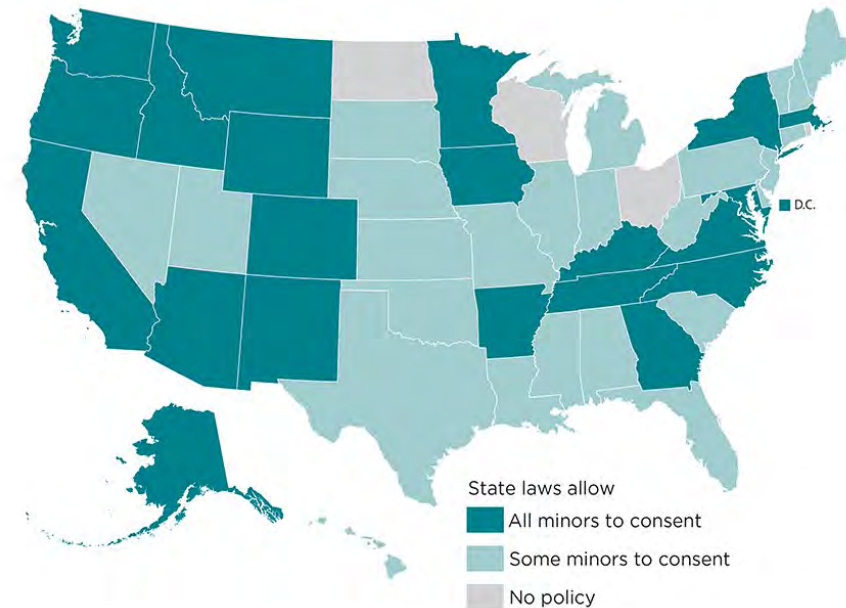 D.C.
State laws allow
All minors to consent
Some minors to consent
No policy